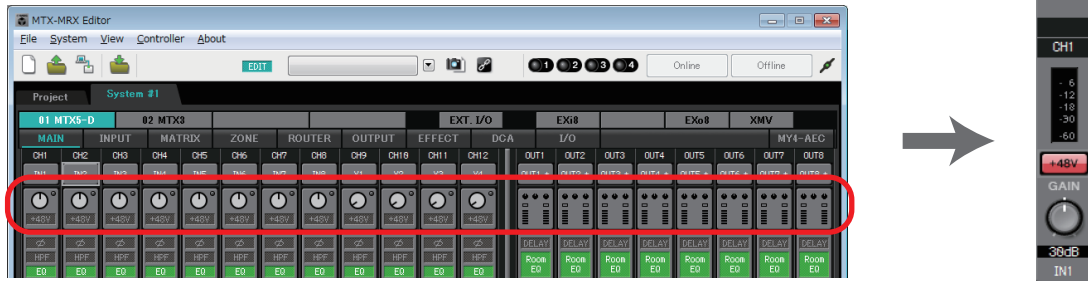 MTX-MRX Editor
File System View Controller About
EDIT 1 2 3 4 Online Offline
Project System #1
01 MTX5-D 02 MTX3 EXT. I/O EXi8 EXo8 XMV
MAIN INPUT MATRIX ZONE ROUTER OUTPUT EFFECT DCA I/O MY4-AEC
CH1 CH2 CH3 CH4 CH5 CH6 CH7 CH8 CH9 CH10 CH11 CH12 OUT1 OUT2 OUT3 OUT4 OUT5 OUT6 OUT7 OUT8
+48V +48V +48V +48V +48V +48V +48V +48V +48V +48V +48V +48V
Ø Ø Ø Ø Ø Ø Ø Ø Ø Ø Ø Ø DELAY DELAY DELAY DELAY DELAY DELAY DELAY DELAY
HPF HPF HPF HPF HPF HPF HPF HPF HPF HPF HPF HPF Room Room Room Room Room Room Room Room
EQ EQ EQ EQ EQ EQ EQ EQ EQ EQ EQ EQ EQ EQ EQ EQ EQ EQ EQ EQ
CH1
- 6
-12
-18
-30
-60
+48V
GAIN
30dB
IN1